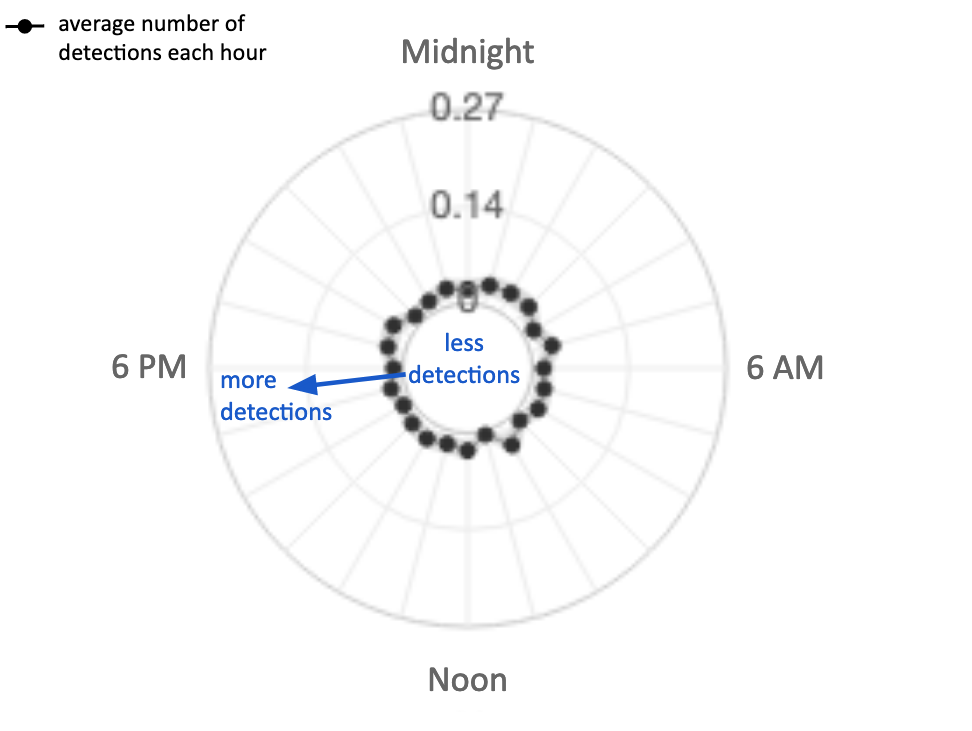 average number of
detections each hour
Midnight
0.27
0.14
0
less
detections
6 PM
more
detections
6 AM
Noon